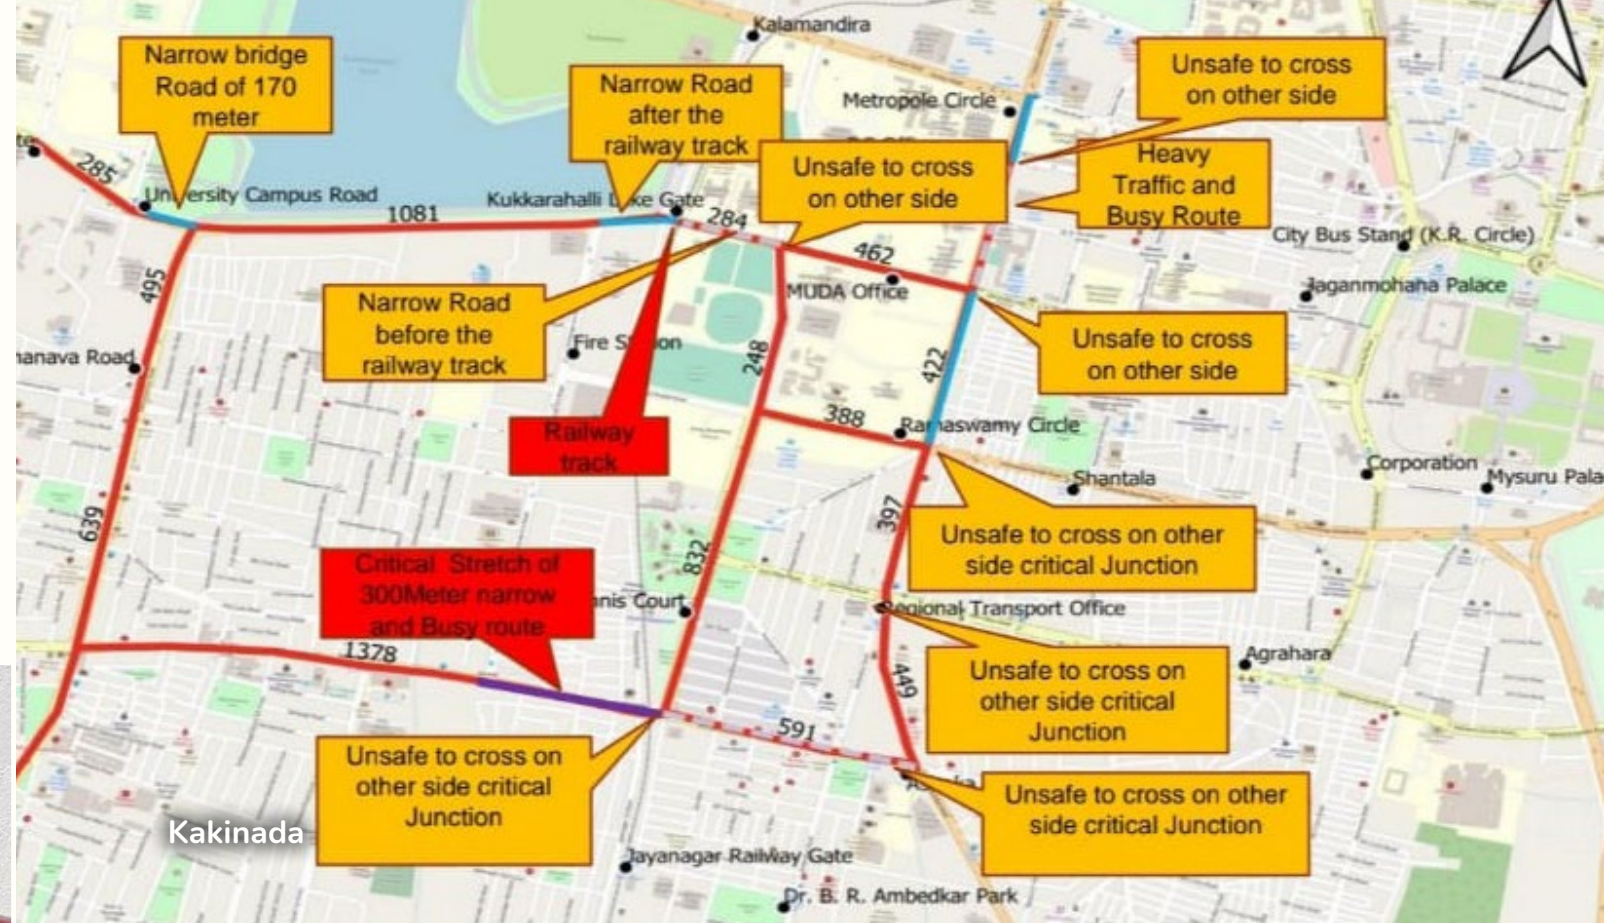 Kalamandira
Narrow bridge
Road of 170
meter
Narrow Road
after the
railway track
Unsafe to cross
on other side
Metropole Circle
Unsafe to cross
on other side
Heavy
Traffic and
Busy Route
285
University Campus Road
1081
Kukkarahalli Lake Gate
284
462
City Bus Stand (K.R. Circle)
MUDA Office
Jaganmohana Palace
495
Narrow Road
before the
railway track
Fire Station
248
422
Unsafe to cross
on other side
anava Road
388
Ramaswamy Circle
Railway
track
Shantala
Corporation
Mysuru Pala
639
397
Unsafe to cross on other
side critical Junction
832
Critical Stretch of
300Meter narrow
and Busy route
nnis Court
Regional Transport Office
1378
449
Agrahara
Unsafe to cross on
other side critical
Junction
591
Unsafe to cross on
other side critical
Junction
Unsafe to cross on other
side critical Junction
Kakinada
Jayanagar Railway Gate
Dr. B. R. Ambedkar Park